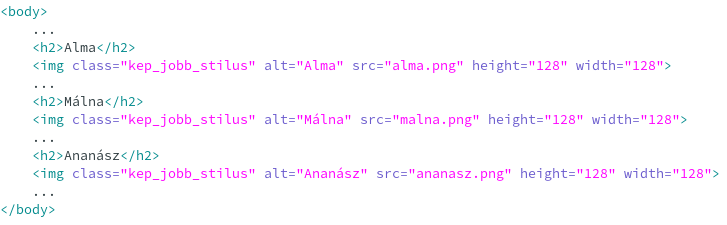 <body>
...
<h2>Alma</h2>
<img class="kep_jobb_stilus" alt="Alma" src="alma.png" height="128" width="128">
...
<h2>Málna</h2>
<img class="kep_jobb_stilus" alt="Málna" src="malna.png" height="128" width="128">
...
<h2>Ananász</h2>
<img class="kep_jobb_stilus" alt="Ananász" src="ananasz.png" height="128" width="128">
...
</body>